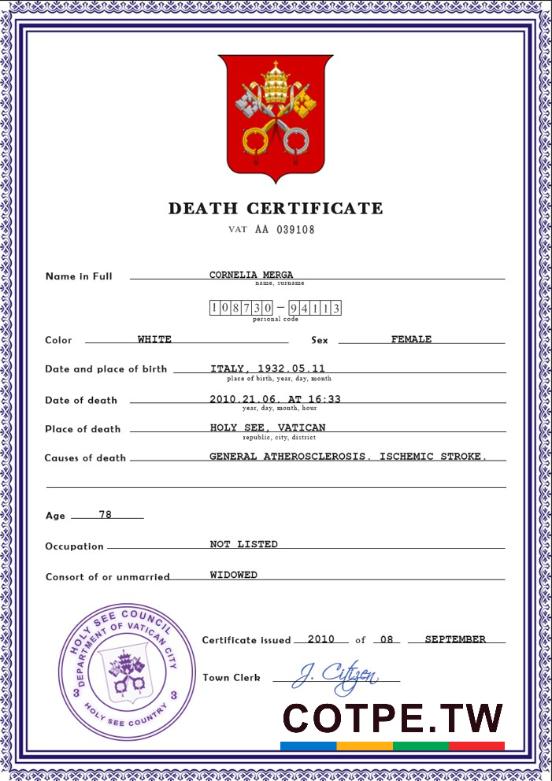 DEATH CERTIFICATE
VAT AA 039108
Name in Full CORNELIA MERGA
name, surname
108730-94113
personal code
Color WHITE Sex FEMALE
Date and place of birth ITALY, 1932.05.11
place of birth, year, day, month
Date of death 2010.21.06. AT 16:33
year, day, month, hour
Place of death HOLY SEE, VATICAN
republic, city, district
Causes of death GENERAL ATHEROSCLEROSIS. ISCHEMIC STROKE.
Age 78
Occupation NOT LISTED
Consort of or unmarried WIDOWED
HOLY SEE COUNCIL
DEPARTMENT OF VATICAN CITY
3 3
HOLY SEE COUNTRY
Certificate issued 2010 of 08 SEPTEMBER
Town Clerk J. Citizen
COTPE.TW